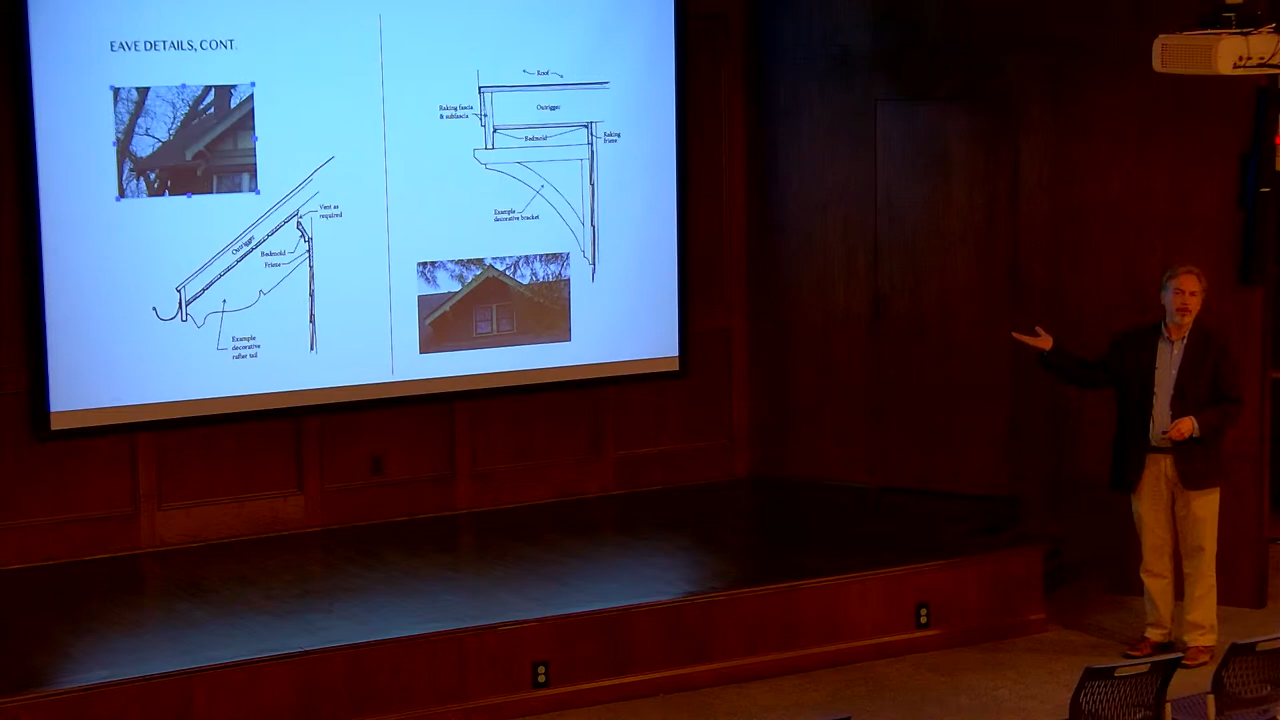 EAVE DETAILS, CONT.
Vent as
required
Outrigger
Bedmold
Frieze
Example
decorative
rafter tail
Roof
Raking fascia
& subfascia
Outrigger
Bedmold
Raking
frieze
Example
decorative bracket